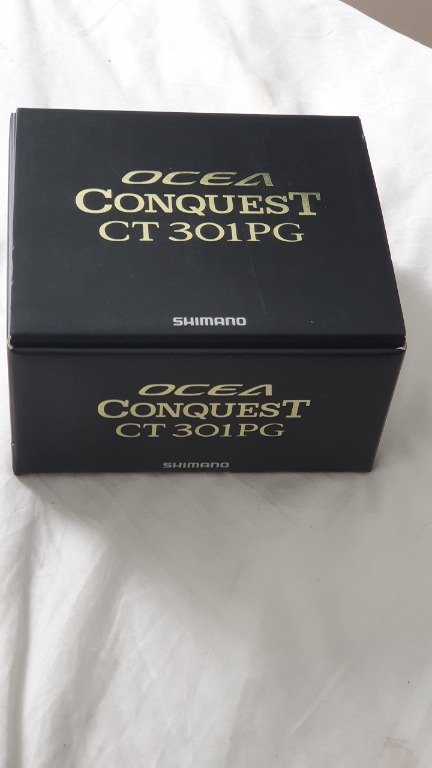 OCEA
CONQUEST
CT 301PG
SHIMANO
OCEA
CONQUEST
CT 301PG
SHIMANO